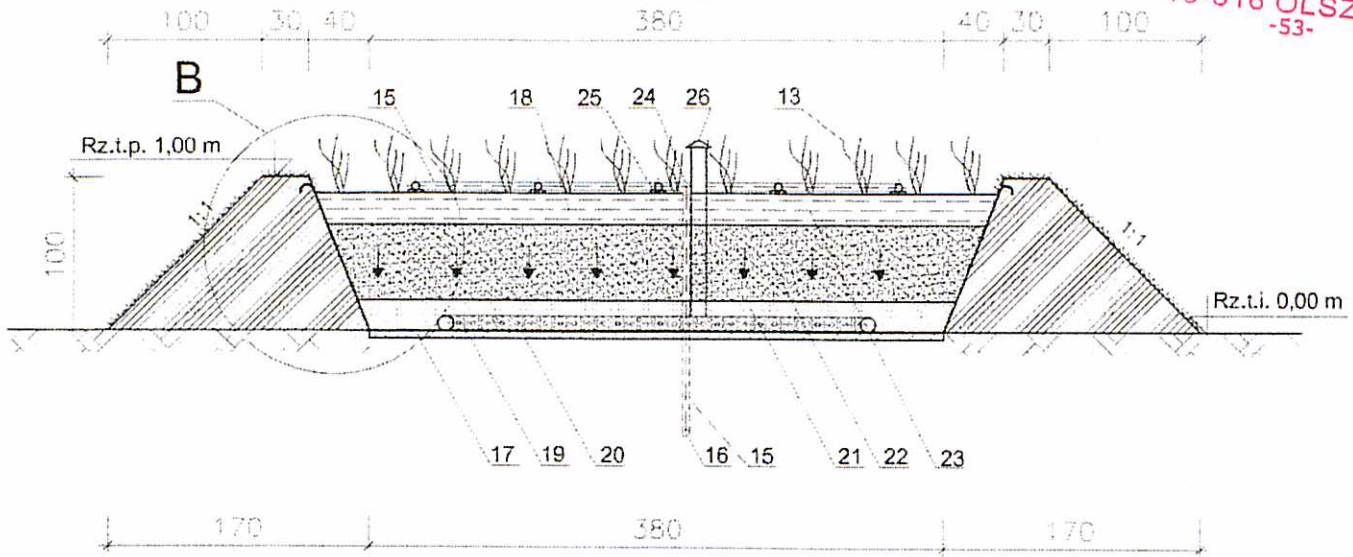 OLSZ
-53-
100 30 40 380 40 30 100
B
15 18 25 24 26 13
Rz.t.p. 1,00 m
1:1
1:1
100
Rz.t.i. 0,00 m
17 19 20 16 15 21 22 23
170 380 170